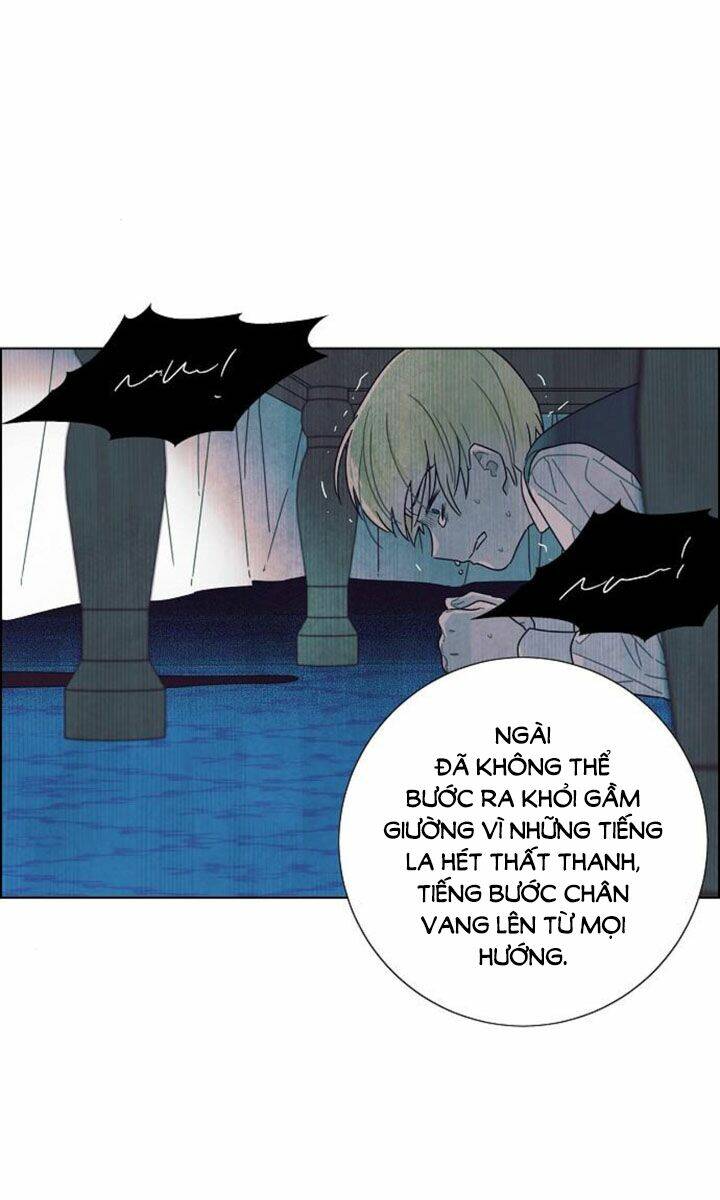 NGÀI
ĐÃ KHÔNG THỂ
BƯỚC RA KHỎI GẦM
GIƯỜNG VÌ NHỮNG TIẾNG
LA HÉT THẤT THANH,
TIẾNG BƯỚC CHÂN
VANG LÊN TỪ MỌI
HƯỚNG.